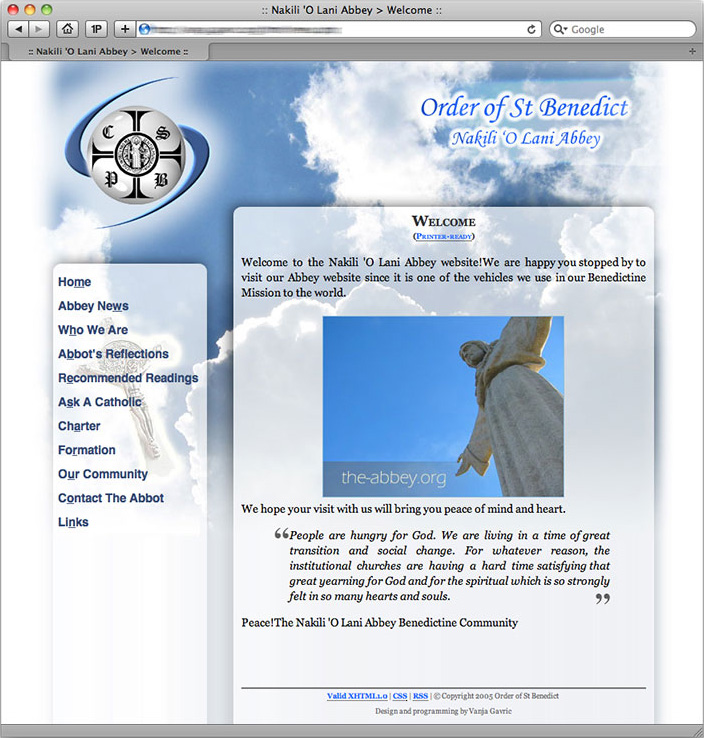 :: Nakili 'O Lani Abbey > Welcome ::
1P
Google
:: Nakili 'O Lani Abbey > Welcome ::
C S
P B
Order of St Benedict
Nakili 'O Lani Abbey
Home
Abbey News
Who We Are
Abbot's Reflections
Recommended Readings
Ask A Catholic
Charter
Formation
Our Community
Contact The Abbot
Links
Welcome
(Printer-ready)
Welcome to the Nakili 'O Lani Abbey website!We are happy you stopped by to
visit our Abbey website since it is one of the vehicles we use in our Benedictine
Mission to the world.
the-abbey.org
We hope your visit with us will bring you peace of mind and heart.
“People are hungry for God. We are living in a time of great
transition and social change. For whatever reason, the
institutional churches are having a hard time satisfying that
great yearning for God and for the spiritual which is so strongly
felt in so many hearts and souls. ”
Peace!The Nakili 'O Lani Abbey Benedictine Community
Valid XHTML1.0 | CSS | RSS | © Copyright 2005 Order of St Benedict
Design and programming by Vanja Gavric